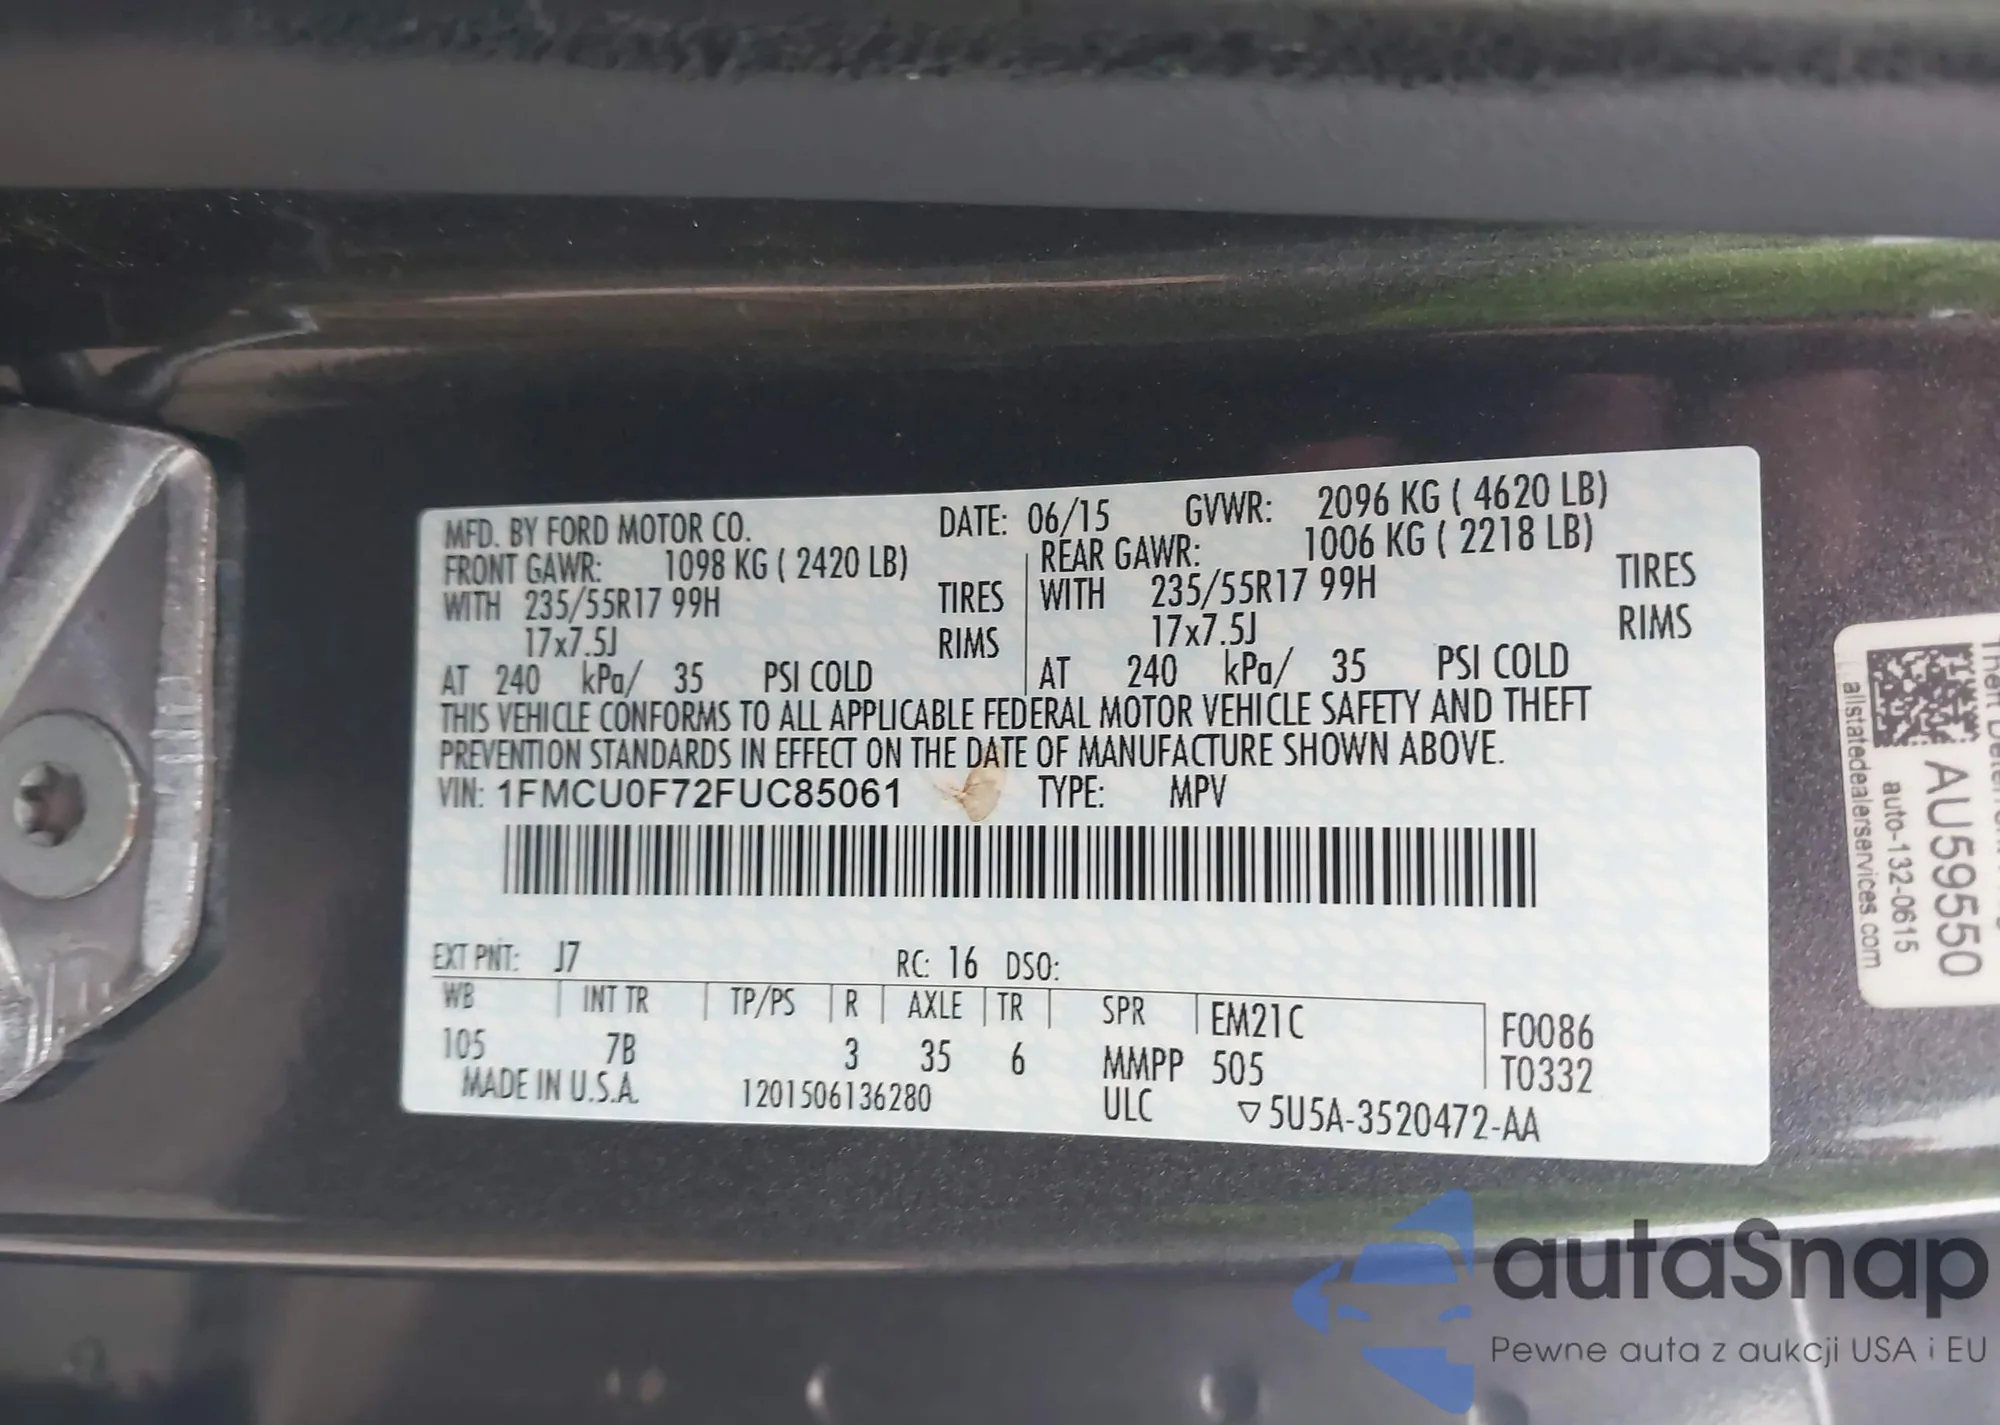 MFD. BY FORD MOTOR CO. DATE: 06/15 GVWR: 2096 KG ( 4620 LB)
FRONT GAWR: 1098 KG ( 2420 LB) REAR GAWR: 1006 KG ( 2218 LB)
WITH 235/55R17 99H TIRES WITH 235/55R17 99H TIRES
17x7.5J RIMS 17x7.5J RIMS
AT 240 kPa/ 35 PSI COLD AT 240 kPa/ 35 PSI COLD
THIS VEHICLE CONFORMS TO ALL APPLICABLE FEDERAL MOTOR VEHICLE SAFETY AND THEFT
PREVENTION STANDARDS IN EFFECT ON THE DATE OF MANUFACTURE SHOWN ABOVE.
VIN: 1FMCU0F72FUC85061 TYPE: MPV
EXT PNT: J7 RC: 16 DSO:
WB INT TR TP/PS R AXLE TR SPR EM21C F0086
105 7B 3 35 6 MMPP 505 T0332
MADE IN U.S.A. 1201506136280 ULC ▽5U5A-3520472-AA
Theft
AU59550
auto-132-0615
allstatedealerservices.com
autaSnap
Pewne auta z aukcji USA i EU